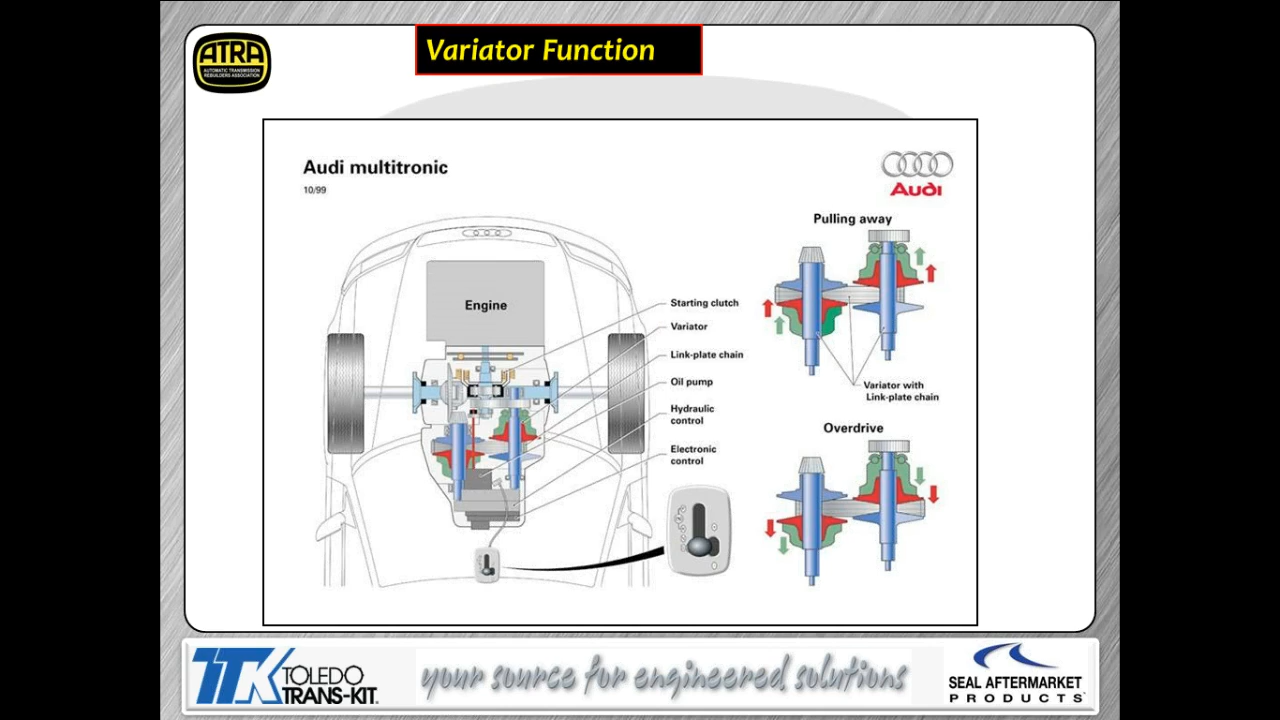 Variator Function
ATRA
AUTOMATIC TRANSMISSION
REBUILDERS ASSOCIATION
Audi multitronic
10/99
Audi
Engine
Starting clutch
Variator
Link-plate chain
Oil pump
Hydraulic
control
Electronic
control
Pulling away
Variator with
Link-plate chain
Overdrive
TTK
TOLEDO
TRANS-KIT.
your source for engineered solutions
SEAL AFTERMARKET
PRODUCTS